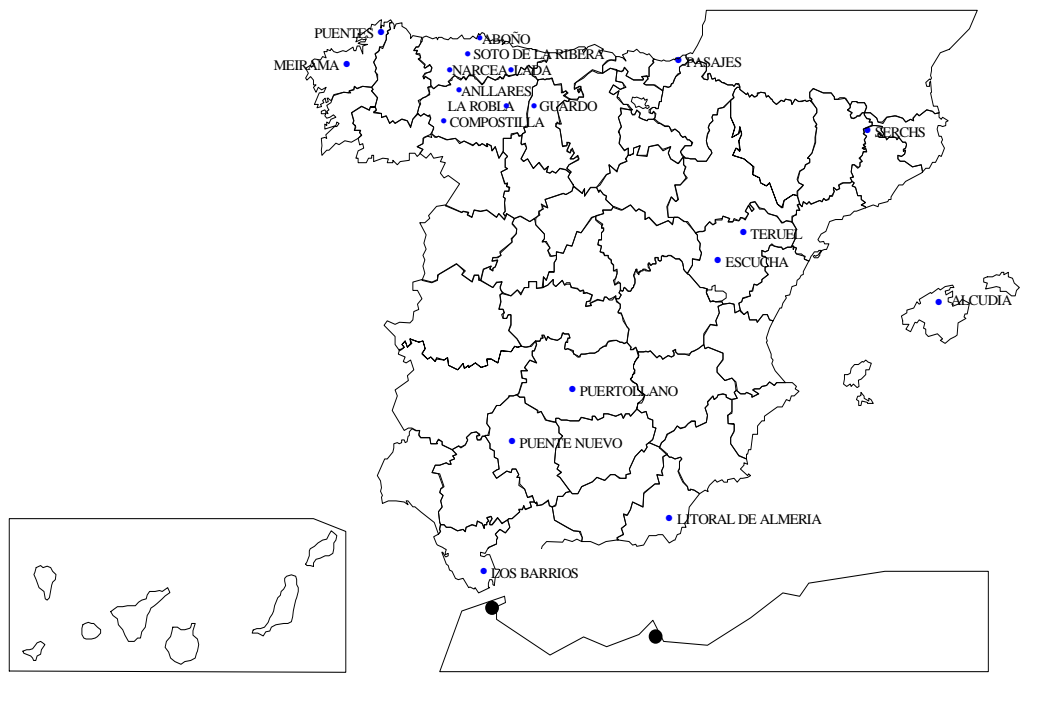 PUENTES
ABOÑO
SOTO DE LA RIBERA
MEIRAMA
PASAJES
NARCEA
LADA
ANLLARES
LA ROBLA
GUARDO
COMPOSTILLA
SERCHS
TERUEL
ESCUCHA
ALCUDIA
PUERTOLLANO
PUENTE NUEVO
LITORAL DE ALMERIA
LOS BARRIOS